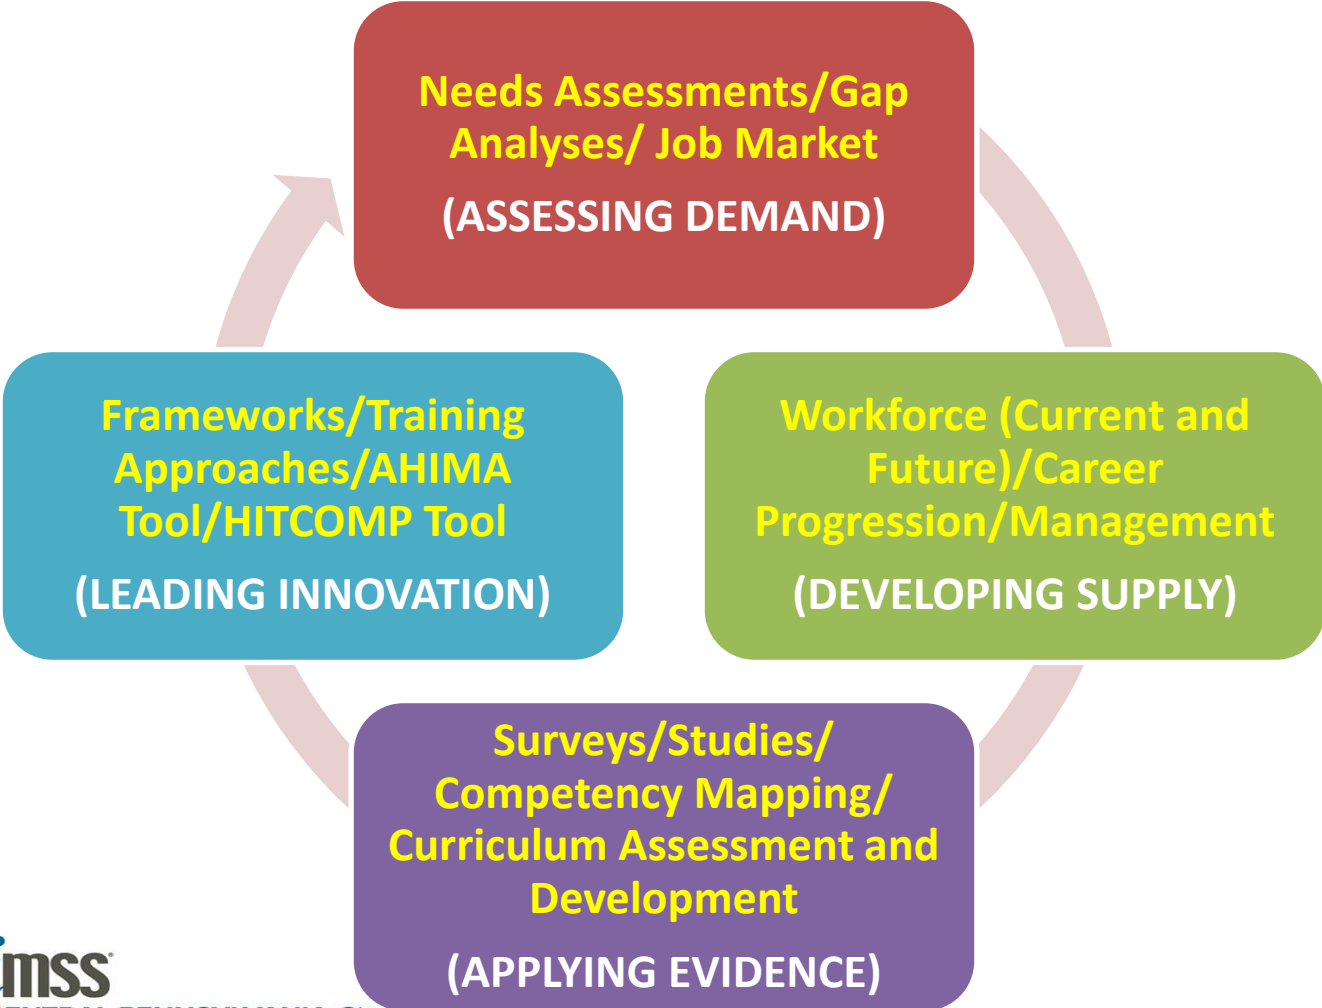 Needs Assessments/Gap
Analyses/ Job Market
(ASSESSING DEMAND)
Frameworks/Training
Approaches/AHIMA
Tool/HITCOMP Tool
(LEADING INNOVATION)
Workforce (Current and
Future)/Career
Progression/Management
(DEVELOPING SUPPLY)
Surveys/Studies/
Competency Mapping/
Curriculum Assessment and
Development
(APPLYING EVIDENCE)
imss